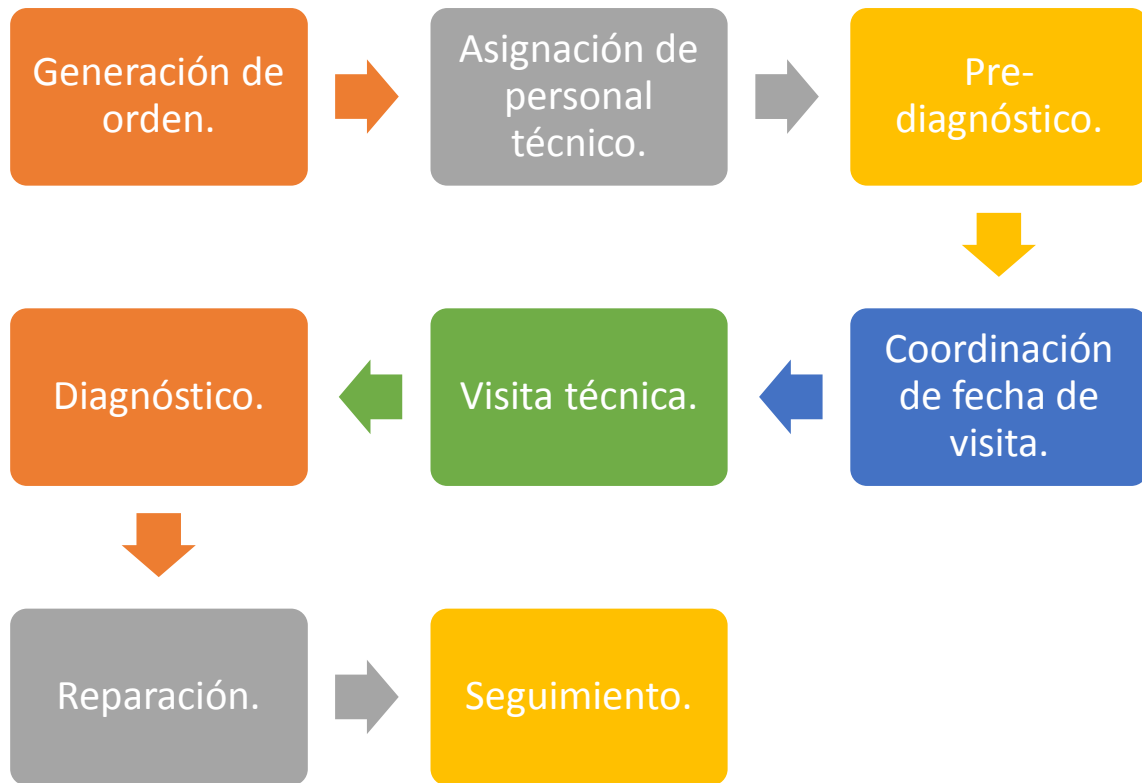 Generación de
orden.
Asignación de
personal
técnico.
Pre-
diagnóstico.
Coordinación
de fecha de
visita.
Visita técnica.
Diagnóstico.
Reparación.
Seguimiento.